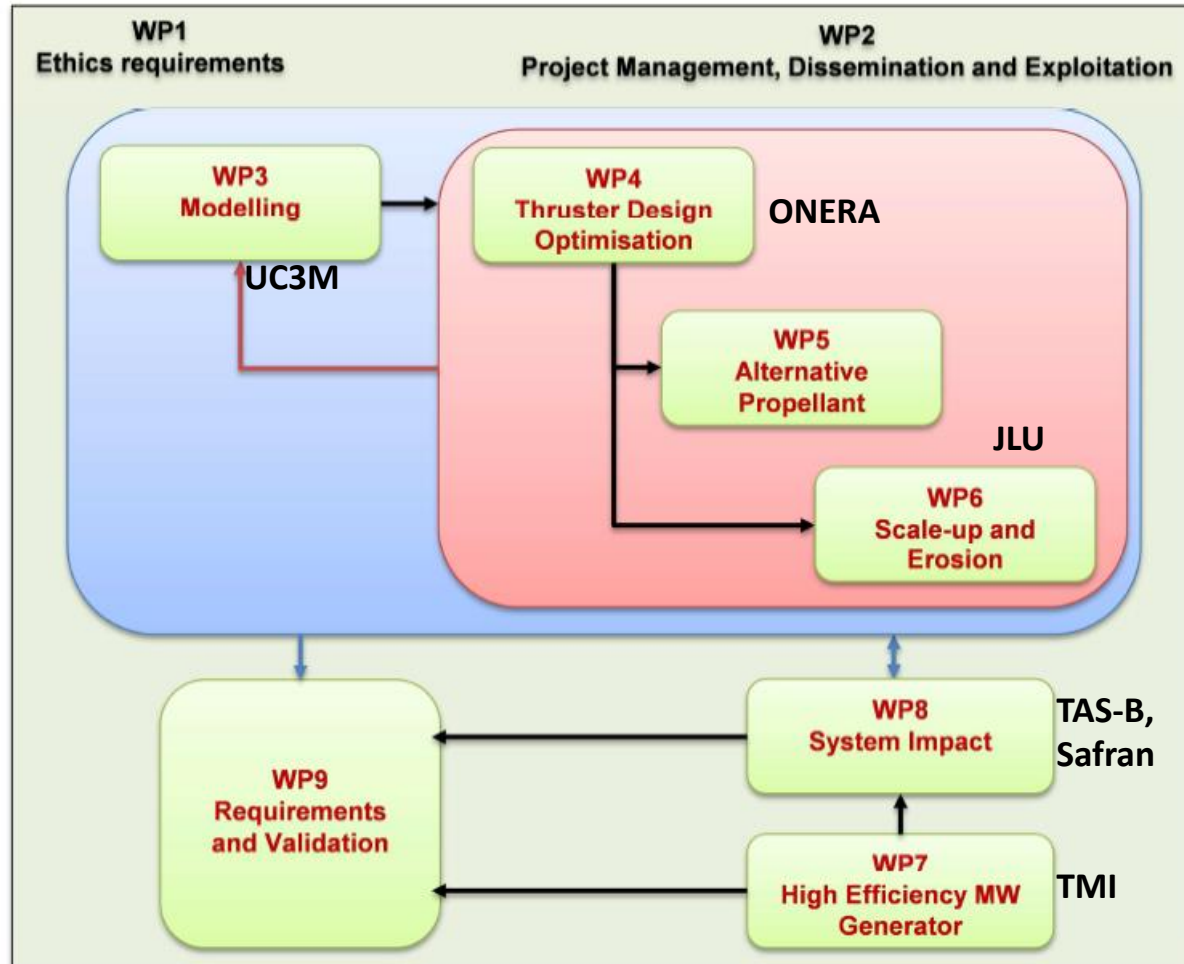 WP1
Ethics requirements
WP2
Project Management, Dissemination and Exploitation
WP3
Modelling
UC3M
WP4
Thruster Design
Optimisation
ONERA
WP5
Alternative
Propellant
JLU
WP6
Scale-up and
Erosion
WP8
System Impact
TAS-B,
Safran
WP9
Requirements
and Validation
WP7
High Efficiency MW
Generator
TMI